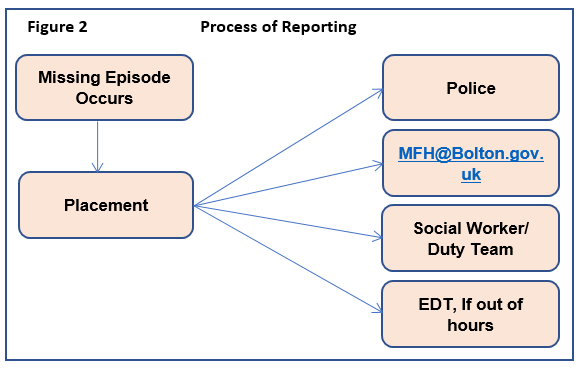 Figure 2
Process of Reporting
Missing Episode
Occurs
Placement
Police
MFH@Bolton.gov.
uk
Social Worker/
Duty Team
EDT, If out of
hours